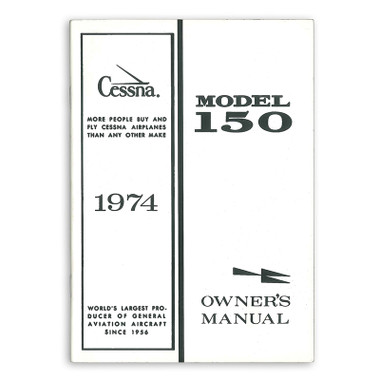 Cessna.
MORE PEOPLE BUY AND
FLY CESSNA AIRPLANES
THAN ANY OTHER MAKE
1974
WORLD'S LARGEST PRO-
DUCER OF GENERAL
AVIATION AIRCRAFT
SINCE 1956
MODEL
150
OWNER'S
MANUAL